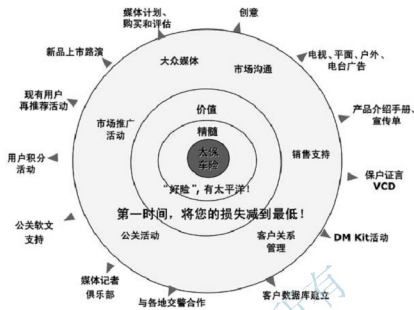 媒体计划、
购买和评估
创意
新品上市路演
大众媒体
市场沟通
电视、平面、户外、
电台广告
现有用户
再推荐活动
市场推广
活动
价值
精髓
太保
车险
产品介绍手册、
宣传单
用户积分
活动
销售支持
保户证言
VCD
“好险”，有太平洋！
第一时间，将您的损失减到最低！
公关软文
支持
公关活动
客户关系
管理
DM Kit活动
媒体记者
俱乐部
与各地交警合作
客户数据库建立
有